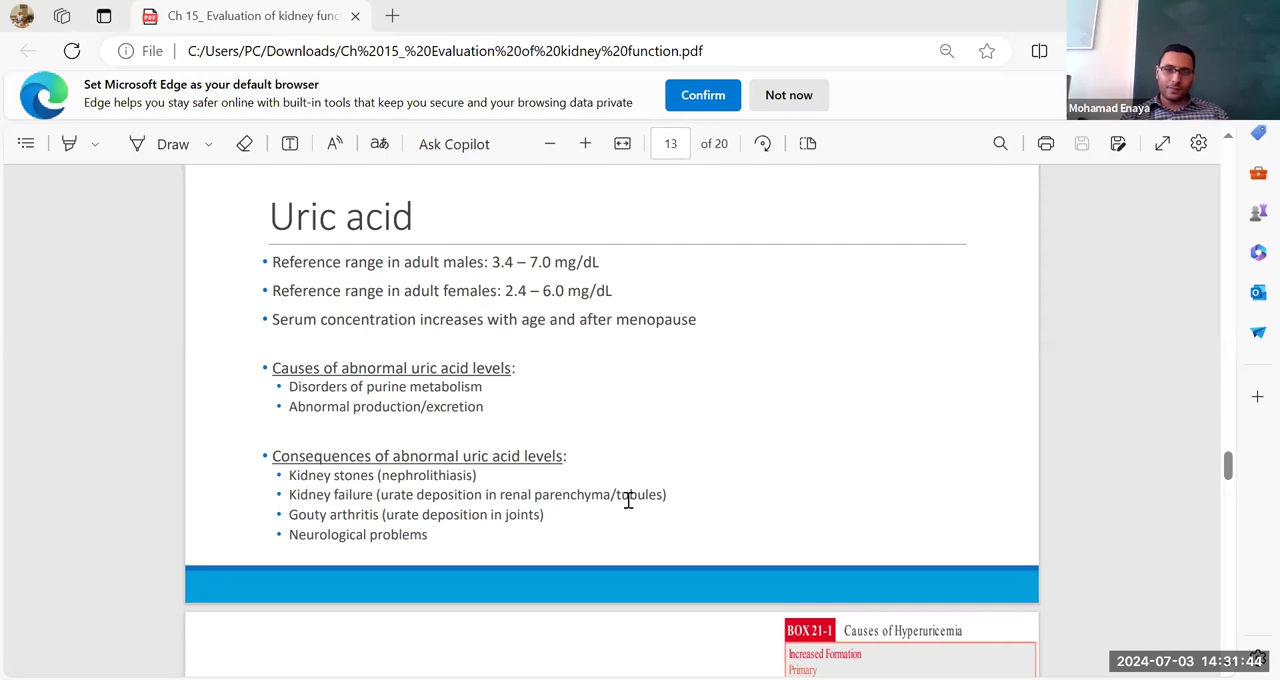 Ch 15_ Evaluation of kidney func
File
C:/Users/PC/Downloads/Ch%2015_%20Evaluation%20of%20kidney%20function.pdf
Set Microsoft Edge as your default browser
Edge helps you stay safer online with built-in tools that keep you secure and your browsing data private
Confirm
Not now
Mohamad Enaya
Draw
Ask Copilot
13
of 20
Uric acid
• Reference range in adult males: 3.4 – 7.0 mg/dL
• Reference range in adult females: 2.4 – 6.0 mg/dL
• Serum concentration increases with age and after menopause
• Causes of abnormal uric acid levels:
• Disorders of purine metabolism
• Abnormal production/excretion
• Consequences of abnormal uric acid levels:
• Kidney stones (nephrolithiasis)
• Kidney failure (urate deposition in renal parenchyma/tubules)
• Gouty arthritis (urate deposition in joints)
• Neurological problems
BOX 21-1 Causes of Hyperuricemia
Increased Formation
Primary
2024-07-03 14:31:44